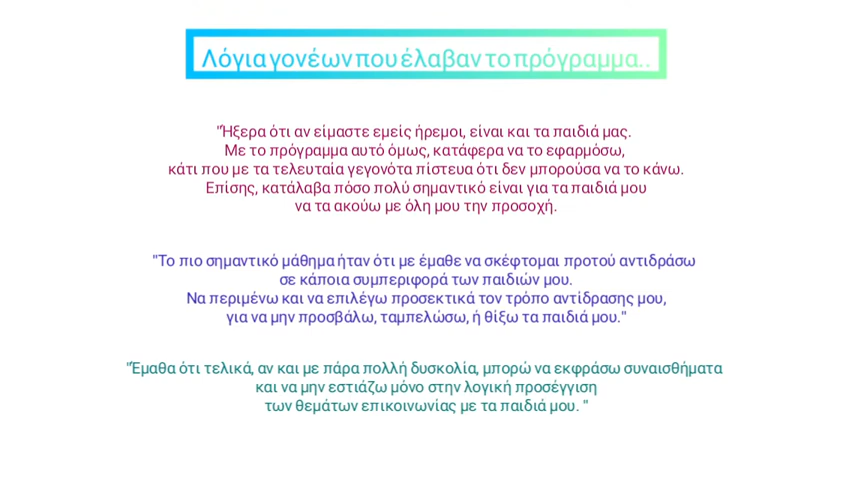 Λόγια γονέων που έλαβαν το πρόγραμμα..
"Ήξερα ότι αν είμαστε εμείς ήρεμοι, είναι και τα παιδιά μας.
Με το πρόγραμμα αυτό όμως, κατάφερα να το εφαρμόσω,
κάτι που με τα τελευταία γεγονότα πίστευα ότι δεν μπορούσα να το κάνω.
Επίσης, κατάλαβα πόσο πολύ σημαντικό είναι για τα παιδιά μου
να τα ακούω με όλη μου την προσοχή.
"Το πιο σημαντικό μάθημα ήταν ότι με έμαθε να σκέφτομαι προτού αντιδράσω
σε κάποια συμπεριφορά των παιδιών μου.
Να περιμένω και να επιλέγω προσεκτικά τον τρόπο αντίδρασης μου,
για να μην προσβάλω, ταμπελώσω, ή θίξω τα παιδιά μου."
"Έμαθα ότι τελικά, αν και με πάρα πολλή δυσκολία, μπορώ να εκφράσω συναισθήματα
και να μην εστιάζω μόνο στην λογική προσέγγιση
των θεμάτων επικοινωνίας με τα παιδιά μου. "